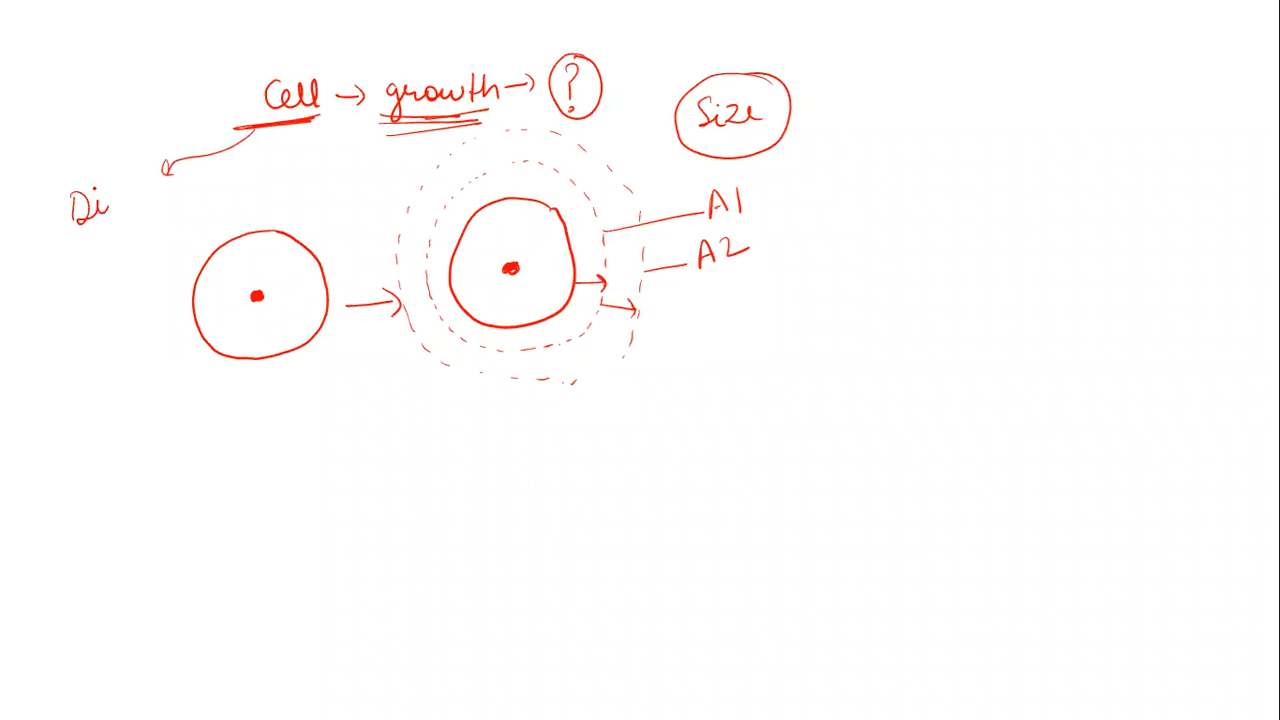 Cell → growth → ?
Size
Di
A1
A2